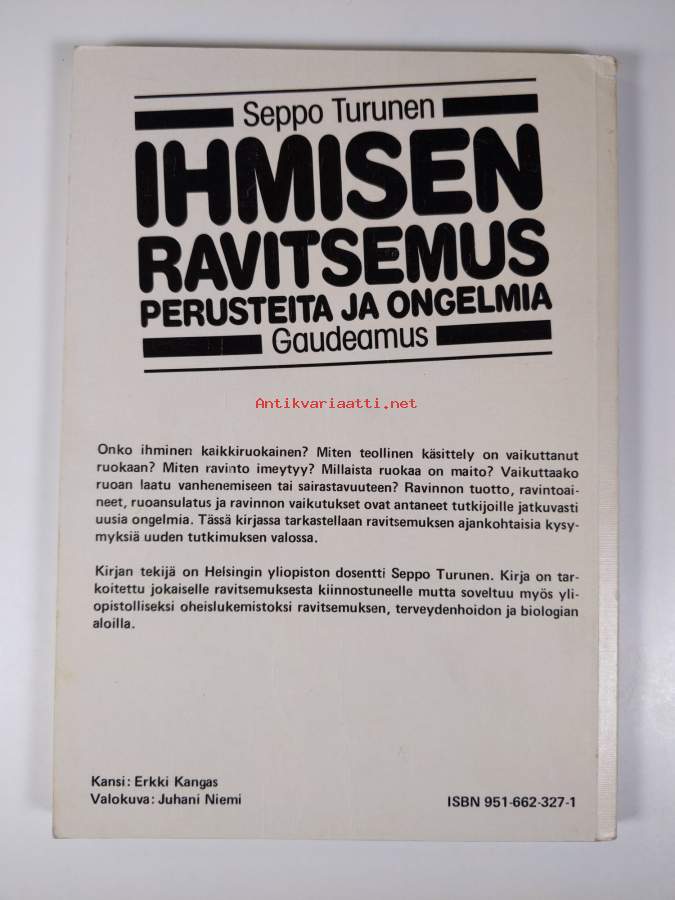 Seppo Turunen
IHMISEN
RAVITSEMUS
PERUSTEITA JA ONGELMIA
Gaudeamus
Antikvariaatti.net
Onko ihminen kaikkiruokainen? Miten teollinen käsittely on vaikuttanut
ruokaan? Miten ravinto imeytyy? Millaista ruokaa on maito? Vaikuttaako
ruoan laatu vanhenemiseen tai sairastavuuteen? Ravinnon tuotto, ravintoai-
neet, ruoansulatus ja ravinnon vaikutukset ovat antaneet tutkijoille jatkuvasti
uusia ongelmia. Tässä kirjassa tarkastellaan ravitsemuksen ajankohtaisia kysy-
myksiä uuden tutkimuksen valossa.
Kirjan tekijä on Helsingin yliopiston dosentti Seppo Turunen. Kirja on tar-
koitettu jokaiselle ravitsemuksesta kiinnostuneelle mutta soveltuu myös yli-
opistolliseksi oheislukemistoksi ravitsemuksen, terveydenhoidon ja biologian
aloilla.
Kansi: Erkki Kangas
Valokuva: Juhani Niemi
ISBN 951-662-327-1